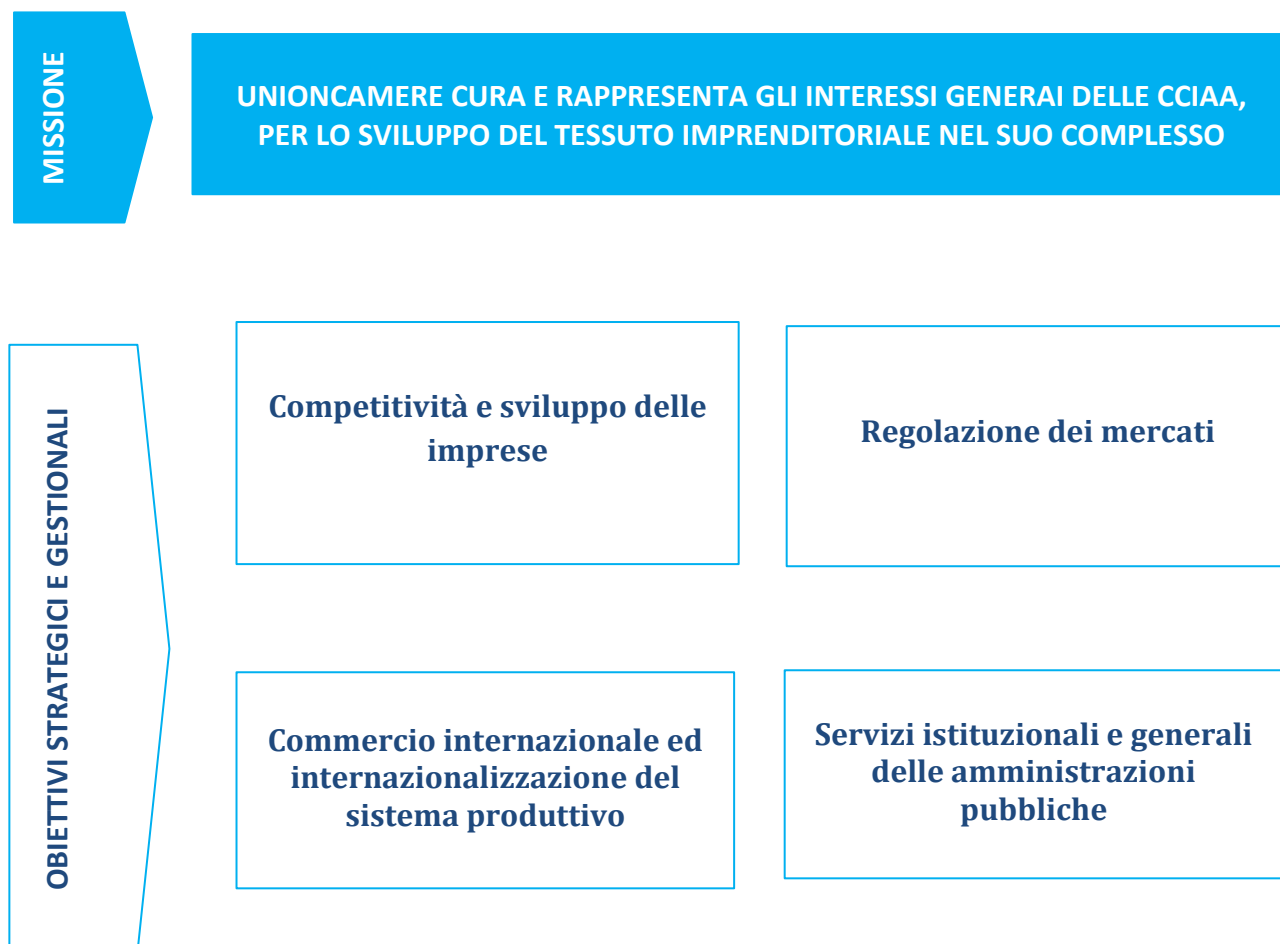 MISSIONE
UNIONCAMERE CURA E RAPPRESENTA GLI INTERESSI GENERAI DELLE CCIAA,
PER LO SVILUPPO DEL TESSUTO IMPRENDITORIALE NEL SUO COMPLESSO
OBIETTIVI STRATEGICI E GESTIONALI
Competitività e sviluppo delle
imprese
Regolazione dei mercati
Commercio internazionale ed
internazionalizzazione del
sistema produttivo
Servizi istituzionali e generali
delle amministrazioni
pubbliche